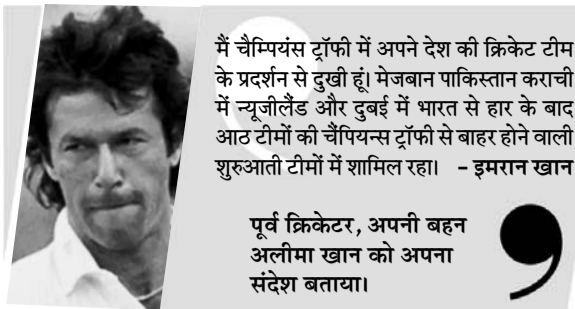 मैं चैम्पियंस ट्रॉफी में अपने देश की क्रिकेट टीम
के प्रदर्शन से दुखी हूं। मेजबान पाकिस्तान कराची
में न्यूजीलैंड और दुबई में भारत से हार के बाद
आठ टीमों की चैंपियन्स ट्रॉफी से बाहर होने वाली
शुरुआती टीमों में शामिल रहा। - इमरान खान
पूर्व क्रिकेटर, अपनी बहन
अलीमा खान को अपना
संदेश बताया।